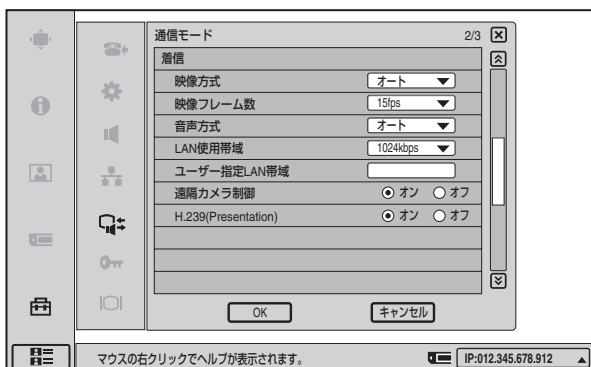 通信モード 2/3
着信
映像方式 オート
映像フレーム数 15fps
音声方式 オート
LAN使用帯域 1024kbps
ユーザー指定LAN帯域
遠隔カメラ制御 オン オフ
H.239(Presentation) オン オフ
OK キャンセル
マウスの右クリックでヘルプが表示されます。 IP:012.345.678.912